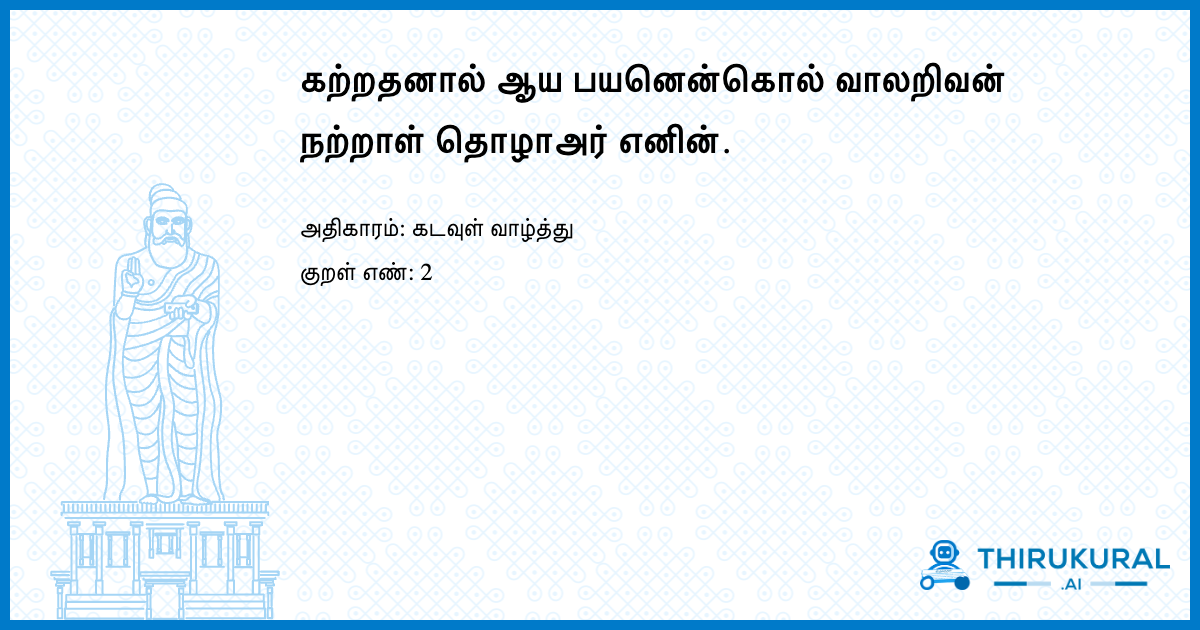 கற்றதனால் ஆய பயனென்கொல் வாலறிவன்
நற்றாள் தொழாஅர் எனின்.
அதிகாரம்: கடவுள் வாழ்த்து
குறள் எண்: 2
THIRUKURAL
.AI